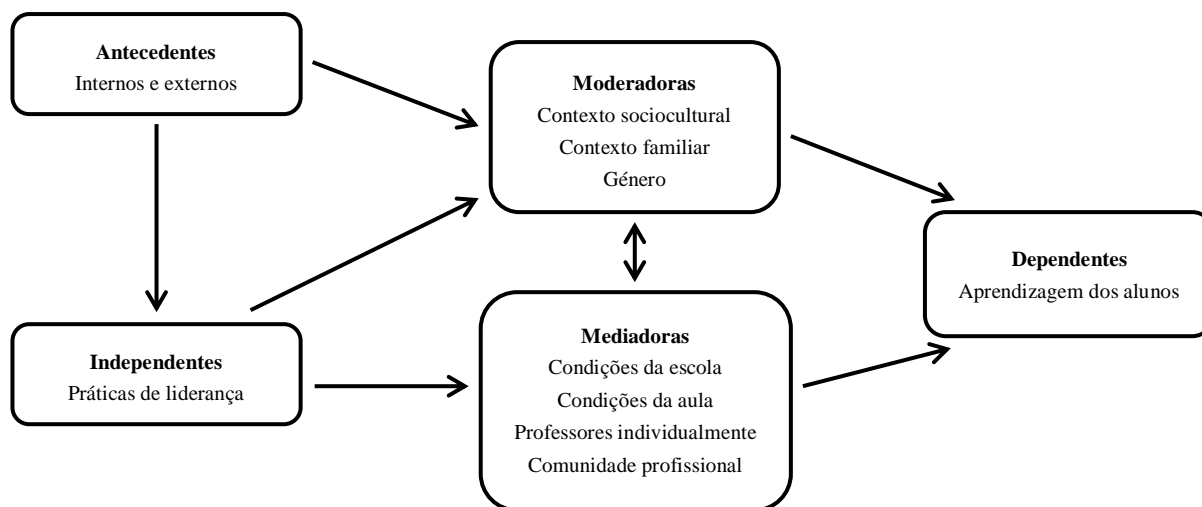 Antecedentes
Internos e externos
Moderadoras
Contexto sociocultural
Contexto familiar
Género
Independentes
Práticas de liderança
Mediadoras
Condições da escola
Condições da aula
Professores individualmente
Comunidade profissional
Dependentes
Aprendizagem dos alunos